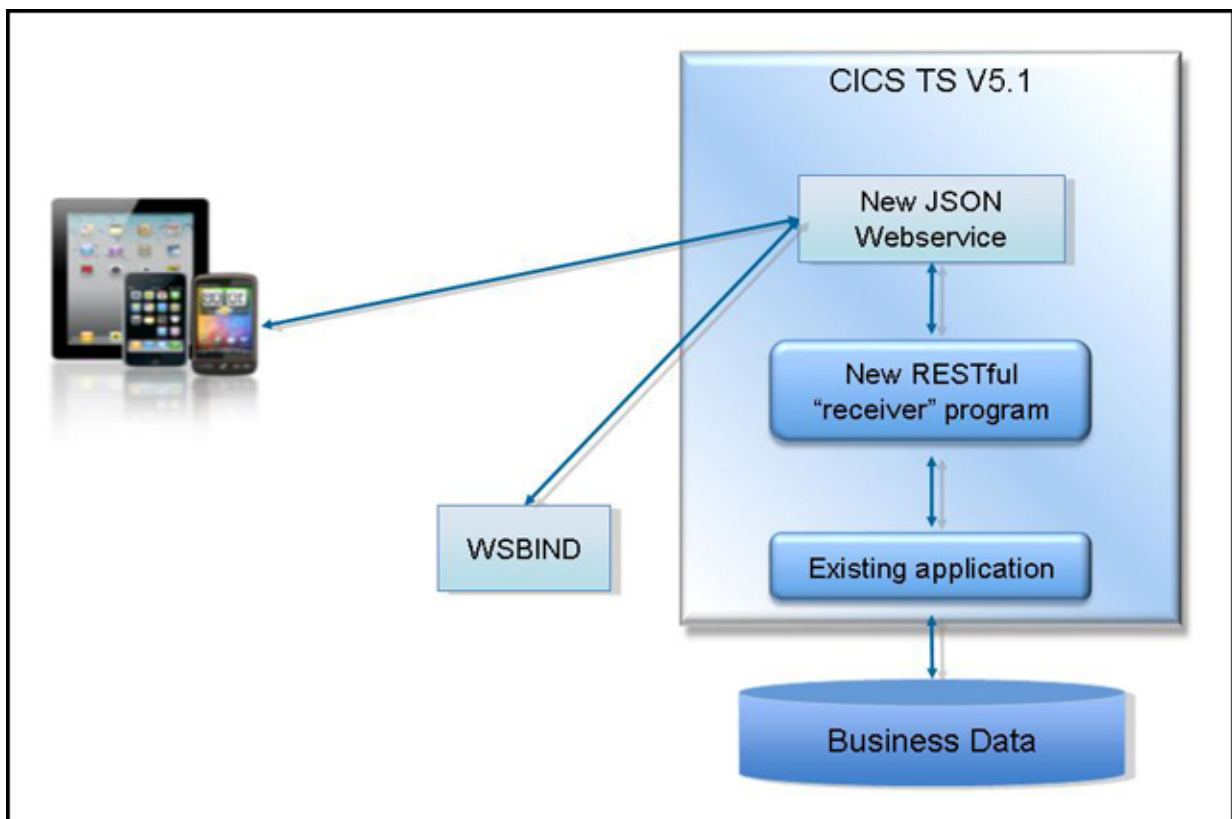 CICS TS V5.1
New JSON
Webservice
New RESTful
“receiver” program
WSBIND
Existing application
Business Data